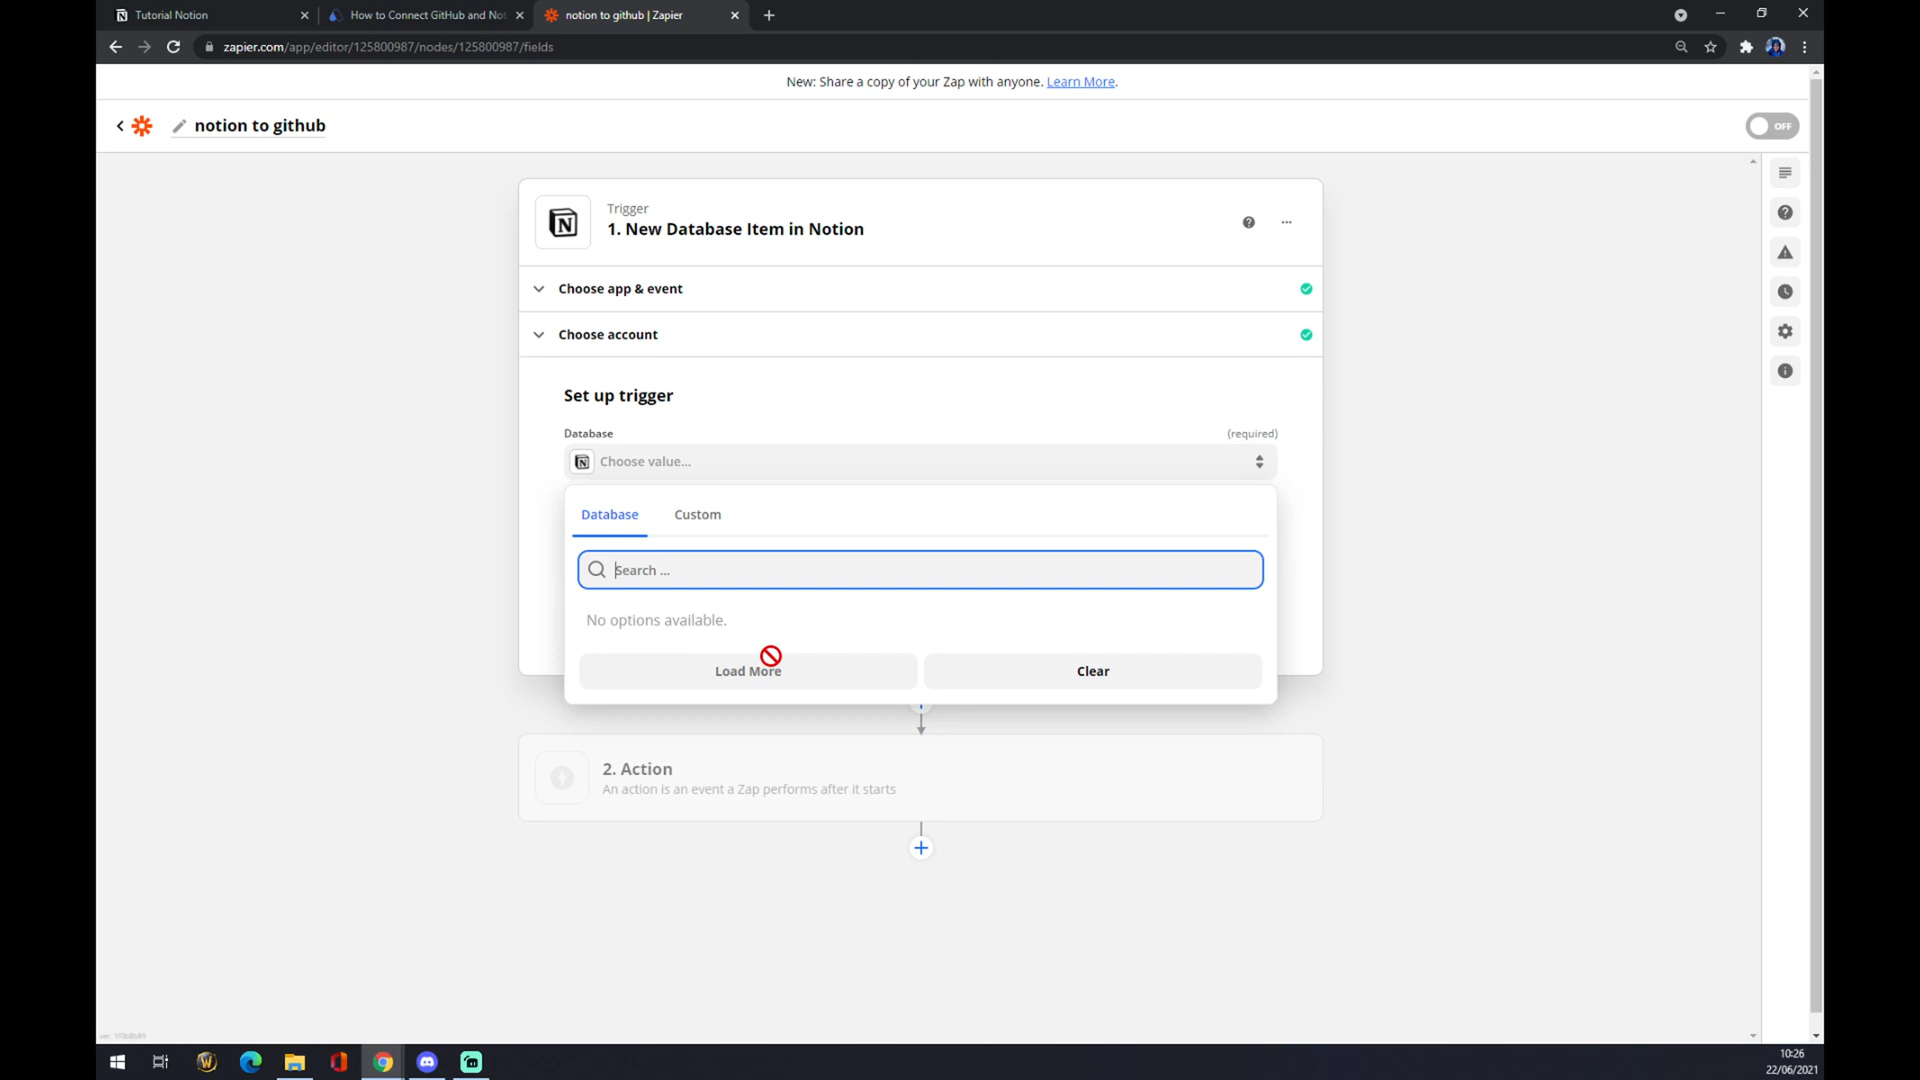 Tutorial Notion
How to Connect GitHub and Not
notion to github | Zapier
zapier.com/app/editor/125800987/nodes/125800987/fields
New: Share a copy of your Zap with anyone. Learn More.
notion to github
OFF
Trigger
1. New Database Item in Notion
Choose app & event
Choose account
Set up trigger
Database
(required)
Choose value...
Database
Custom
Search ...
No options available.
Load More
Clear
2. Action
An action is an event a Zap performs after it starts
10:26
22/06/2021